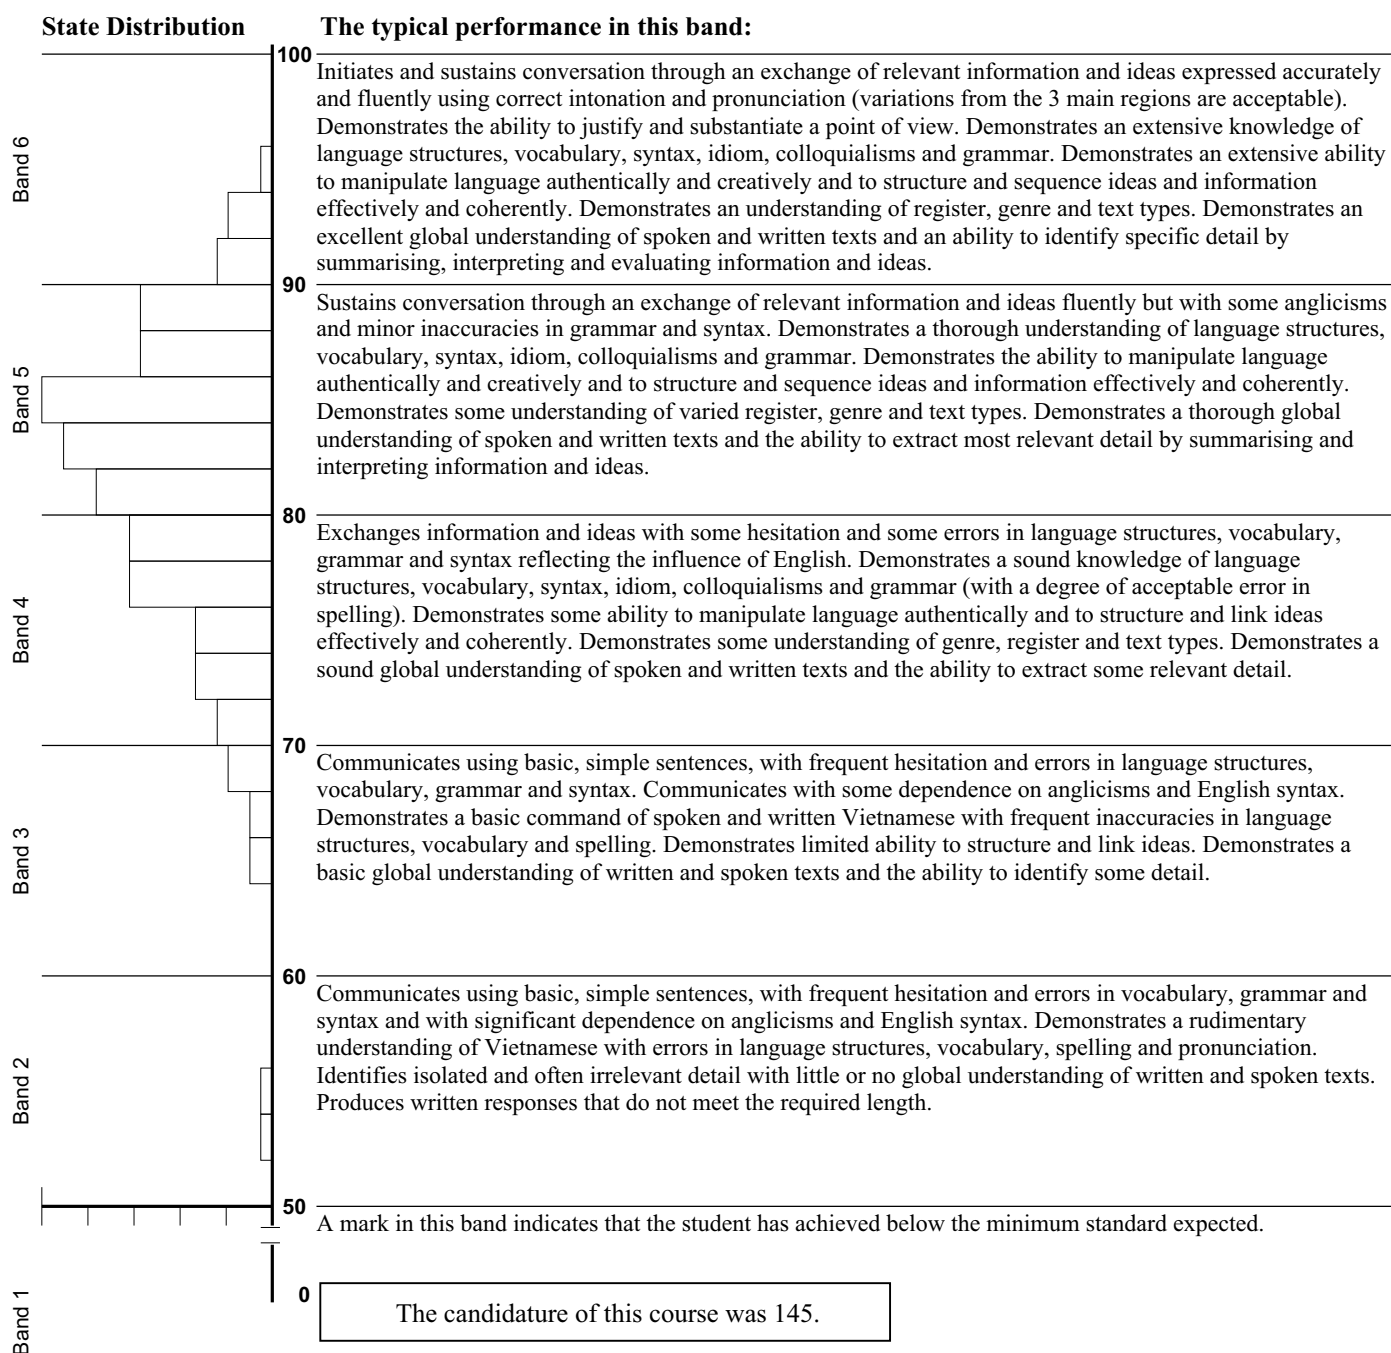 State Distribution
The typical performance in this band:
100
Band 6
Initiates and sustains conversation through an exchange of relevant information and ideas expressed accurately
and fluently using correct intonation and pronunciation (variations from the 3 main regions are acceptable).
Demonstrates the ability to justify and substantiate a point of view. Demonstrates an extensive knowledge of
language structures, vocabulary, syntax, idiom, colloquialisms and grammar. Demonstrates an extensive ability
to manipulate language authentically and creatively and to structure and sequence ideas and information
effectively and coherently. Demonstrates an understanding of register, genre and text types. Demonstrates an
excellent global understanding of spoken and written texts and an ability to identify specific detail by
summarising, interpreting and evaluating information and ideas.
90
Band 5
Sustains conversation through an exchange of relevant information and ideas fluently but with some anglicisms
and minor inaccuracies in grammar and syntax. Demonstrates a thorough understanding of language structures,
vocabulary, syntax, idiom, colloquialisms and grammar. Demonstrates the ability to manipulate language
authentically and creatively and to structure and sequence ideas and information effectively and coherently.
Demonstrates some understanding of varied register, genre and text types. Demonstrates a thorough global
understanding of spoken and written texts and the ability to extract most relevant detail by summarising and
interpreting information and ideas.
80
Band 4
Exchanges information and ideas with some hesitation and some errors in language structures, vocabulary,
grammar and syntax reflecting the influence of English. Demonstrates a sound knowledge of language
structures, vocabulary, syntax, idiom, colloquialisms and grammar (with a degree of acceptable error in
spelling). Demonstrates some ability to manipulate language authentically and to structure and link ideas
effectively and coherently. Demonstrates some understanding of genre, register and text types. Demonstrates a
sound global understanding of spoken and written texts and the ability to extract some relevant detail.
70
Band 3
Communicates using basic, simple sentences, with frequent hesitation and errors in language structures,
vocabulary, grammar and syntax. Communicates with some dependence on anglicisms and English syntax.
Demonstrates a basic command of spoken and written Vietnamese with frequent inaccuracies in language
structures, vocabulary and spelling. Demonstrates limited ability to structure and link ideas. Demonstrates a
basic global understanding of written and spoken texts and the ability to identify some detail.
60
Band 2
Communicates using basic, simple sentences, with frequent hesitation and errors in vocabulary, grammar and
syntax and with significant dependence on anglicisms and English syntax. Demonstrates a rudimentary
understanding of Vietnamese with errors in language structures, vocabulary, spelling and pronunciation.
Identifies isolated and often irrelevant detail with little or no global understanding of written and spoken texts.
Produces written responses that do not meet the required length.
50
A mark in this band indicates that the student has achieved below the minimum standard expected.
Band 1
0
The candidature of this course was 145.